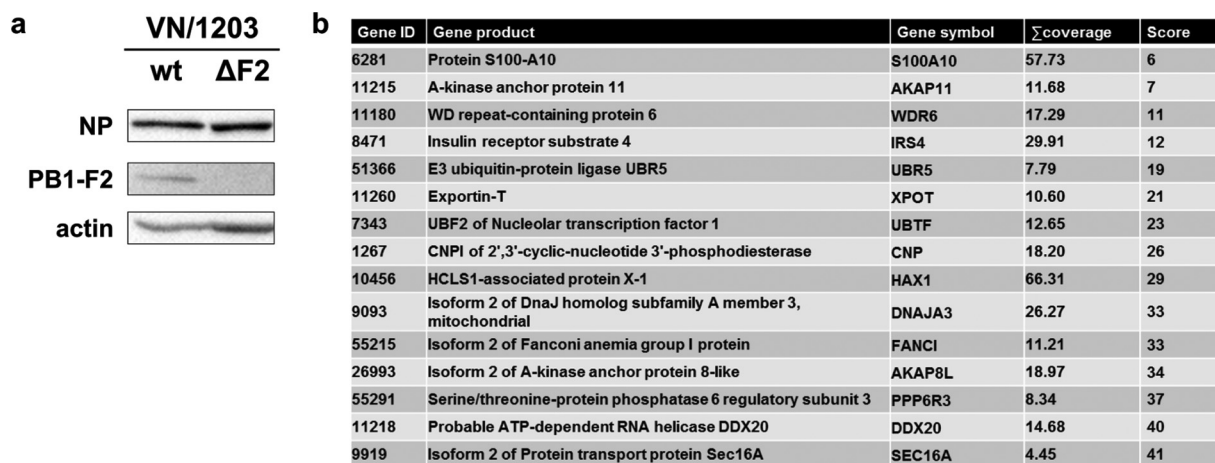 a
VN/1203
wt ΔF2
NP
PB1-F2
actin
b
Gene ID Gene product Gene symbol ∑coverage Score
6281 Protein S100-A10 S100A10 57.73 6
11215 A-kinase anchor protein 11 AKAP11 11.68 7
11180 WD repeat-containing protein 6 WDR6 17.29 11
8471 Insulin receptor substrate 4 IRS4 29.91 12
51366 E3 ubiquitin-protein ligase UBR5 UBR5 7.79 19
11260 Exportin-T XPOT 10.60 21
7343 UBF2 of Nucleolar transcription factor 1 UBTF 12.65 23
1267 CNPI of 2',3'-cyclic-nucleotide 3'-phosphodiesterase CNP 18.20 26
10456 HCLS1-associated protein X-1 HAX1 66.31 29
9093 Isoform 2 of DnaJ homolog subfamily A member 3,
mitochondrial DNAJA3 26.27 33
55215 Isoform 2 of Fanconi anemia group I protein FANCI 11.21 33
26993 Isoform 2 of A-kinase anchor protein 8-like AKAP8L 18.97 34
55291 Serine/threonine-protein phosphatase 6 regulatory subunit 3 PPP6R3 8.34 37
11218 Probable ATP-dependent RNA helicase DDX20 DDX20 14.68 40
9919 Isoform 2 of Protein transport protein Sec16A SEC16A 4.45 41